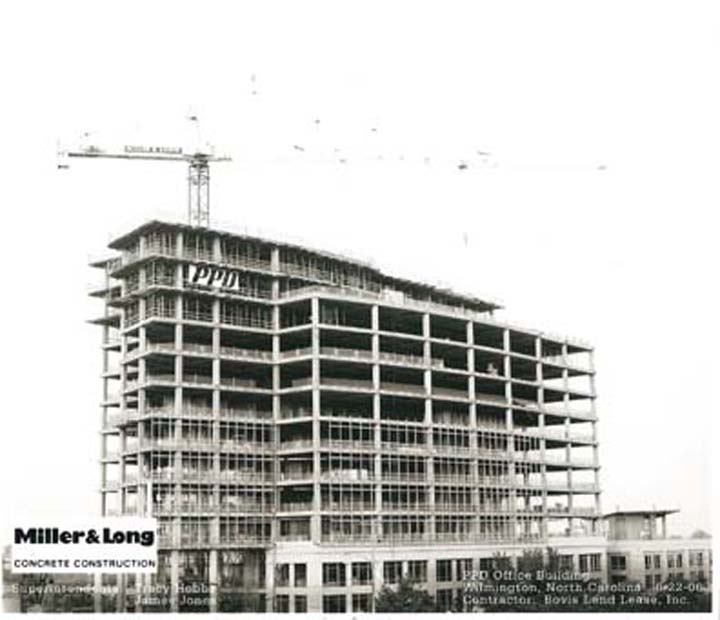 PPD
Miller & Long
CONCRETE CONSTRUCTION
Superintendents Tracy Hobbs
James Jones
PPD Office Building
Wilmington, North Carolina 6-22-06
Contractor: Bovis Lend Lease, Inc.